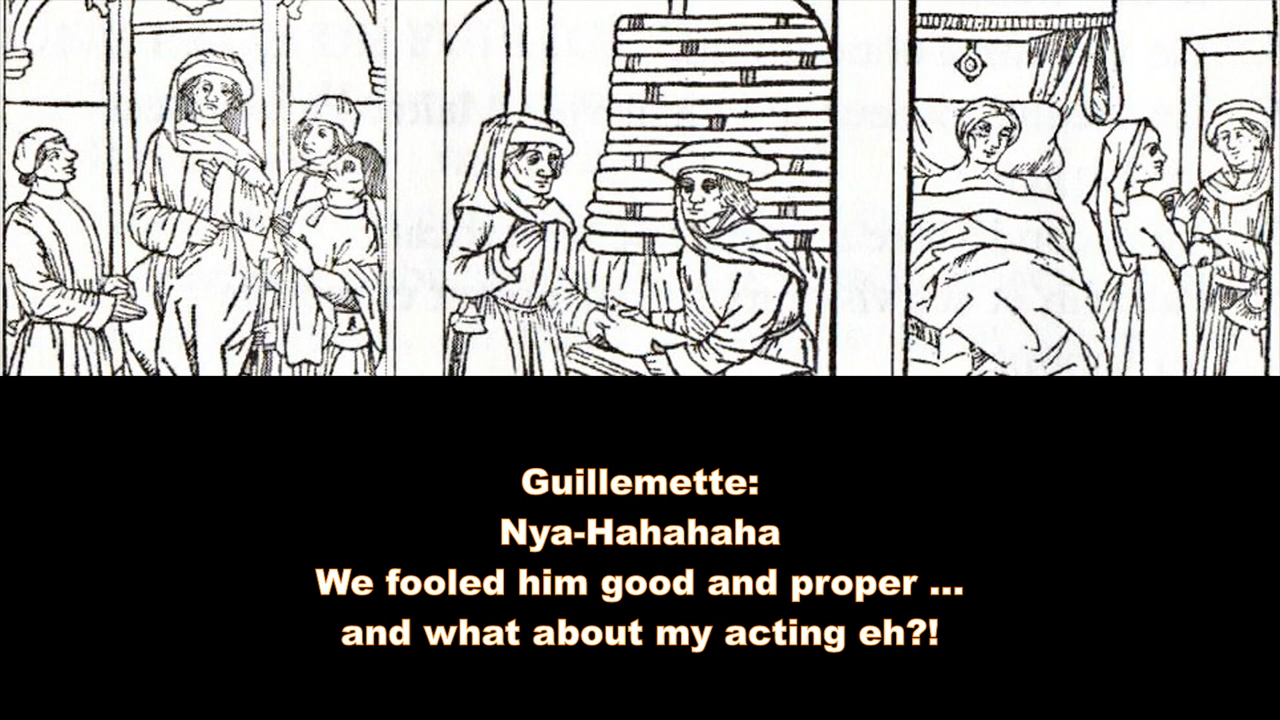 Guillemette:
Nya-Hahahaha
We fooled him good and proper ...
and what about my acting eh?!